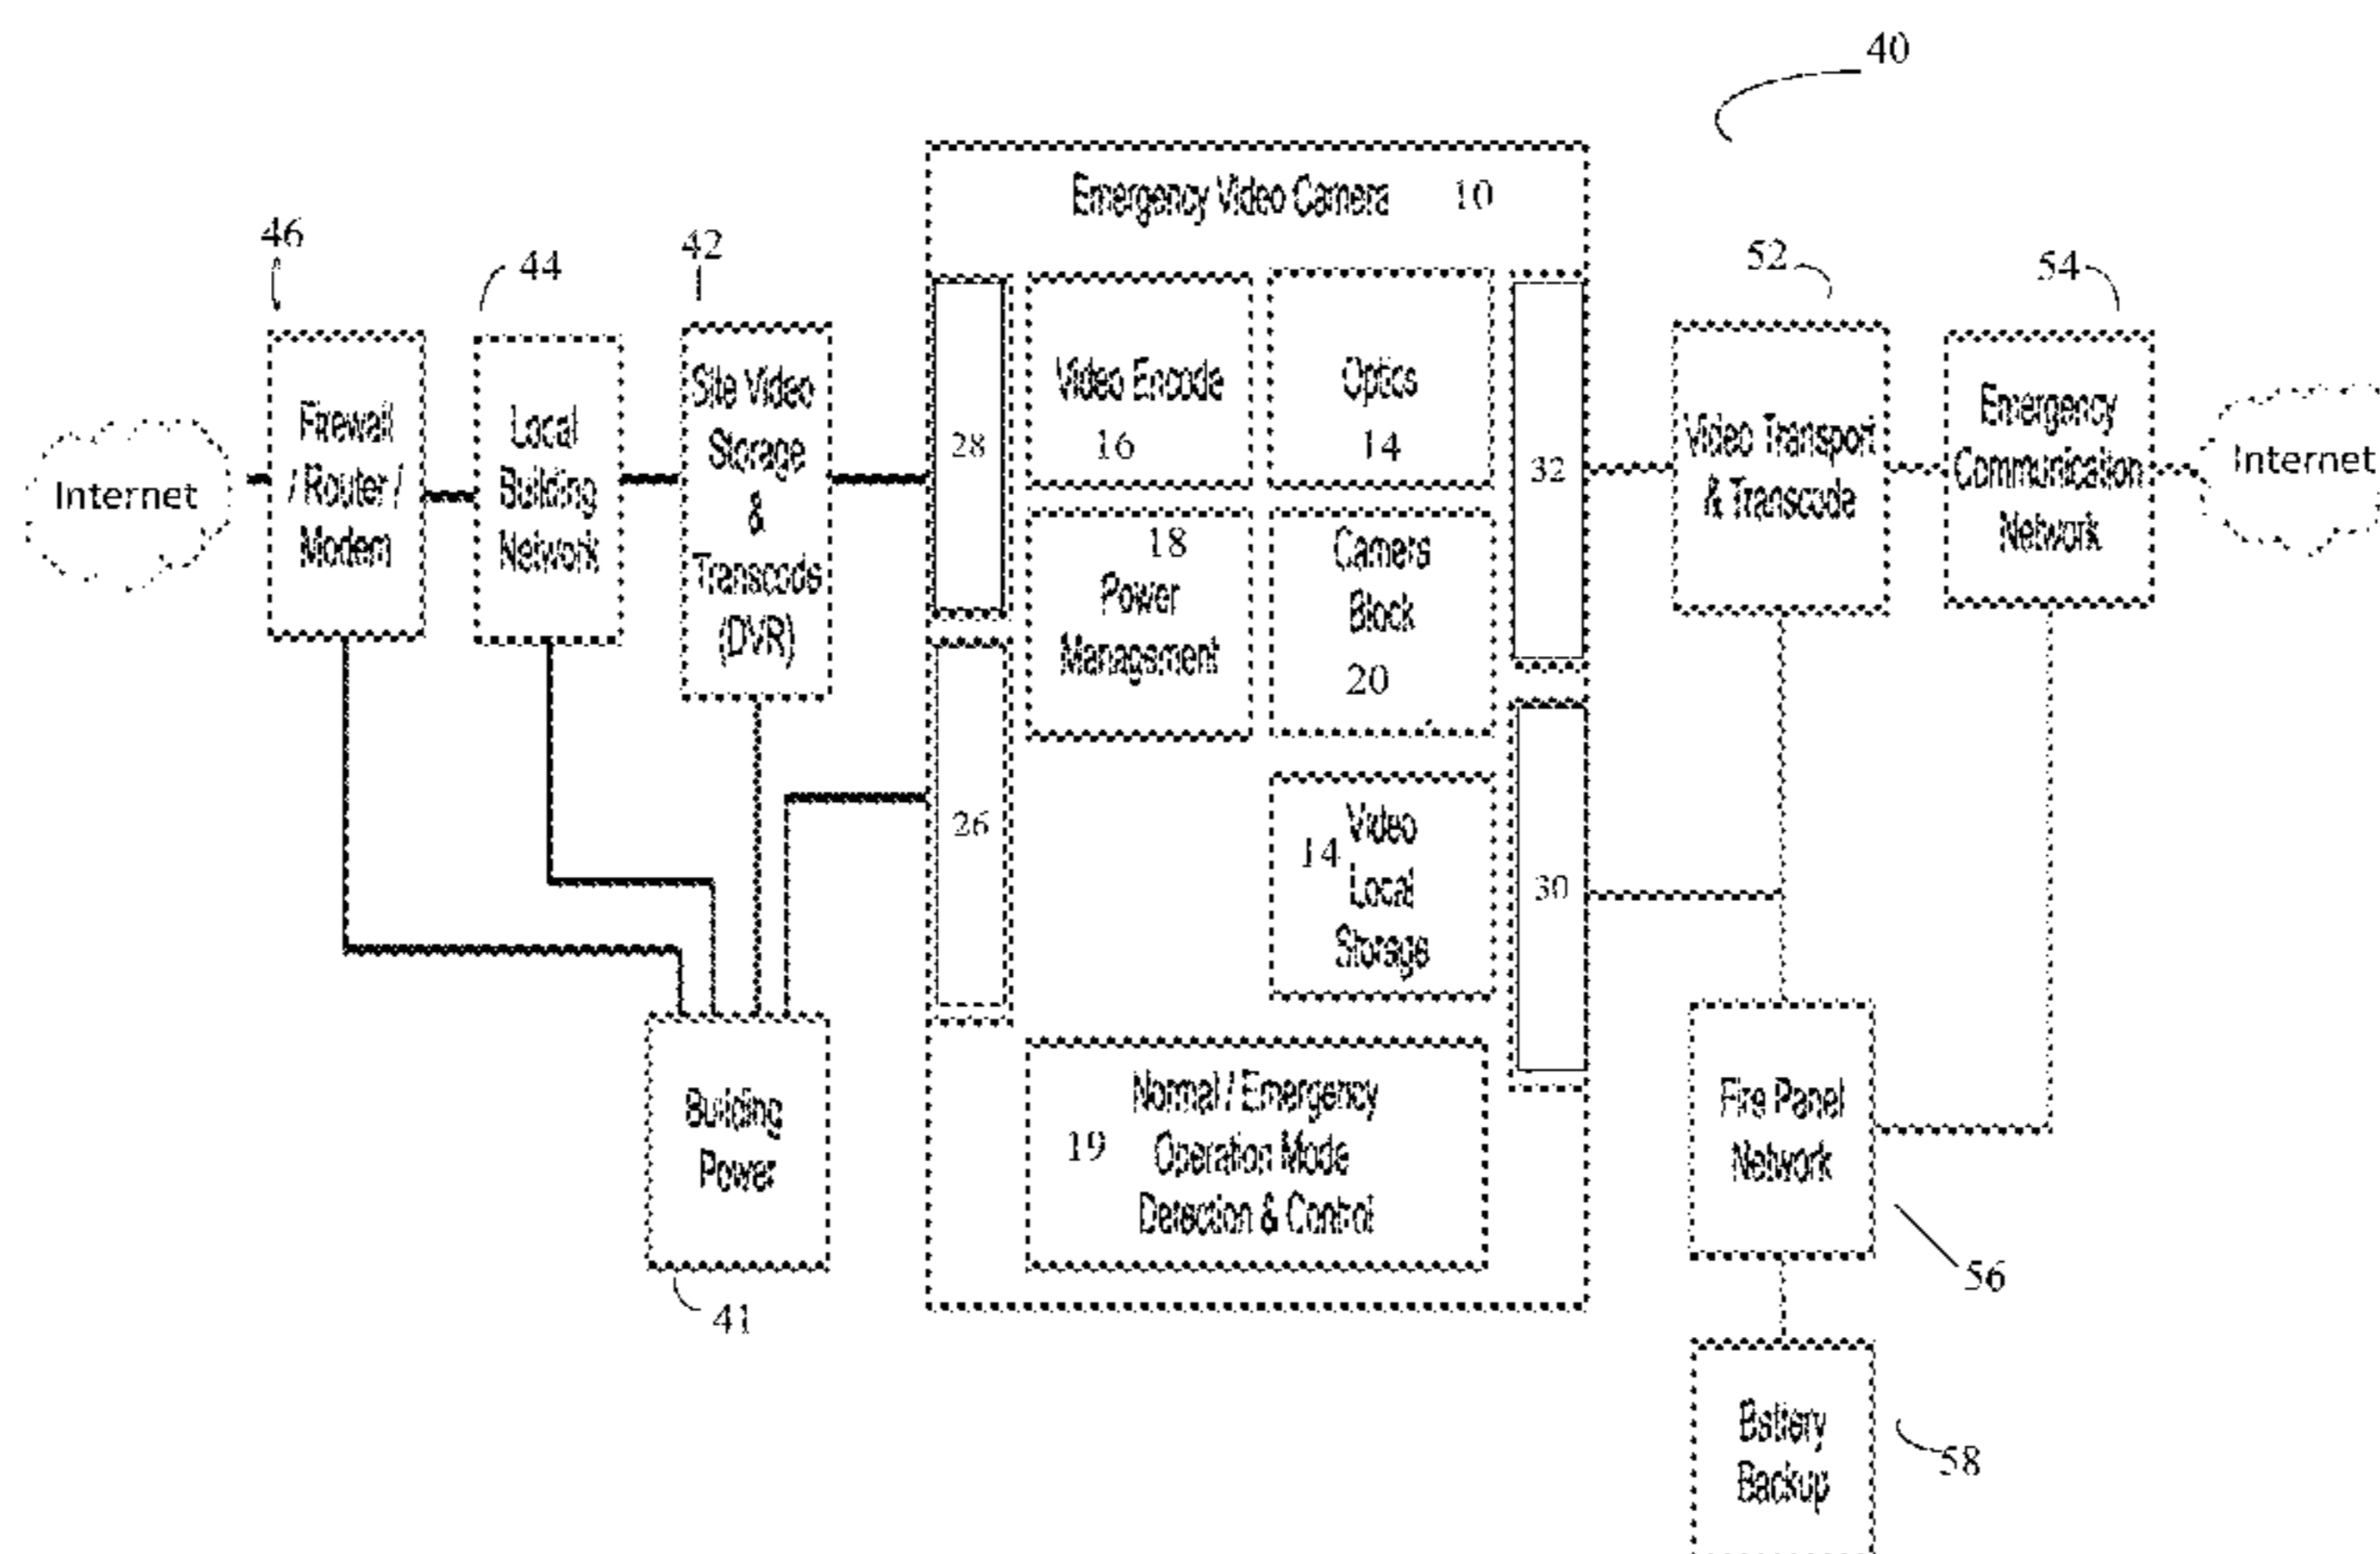 40
Emergency Video Camera 10
46
44
42
52
54
Internet
Firewall
/ Router /
Modem
Local
Building
Network
Site Video
Storage
&
Transcods
(DVR)
28
Video Encode
16
Optics
14
32
Video Transport
& Transcode
Emergency
Communication
Network
Internet
18
Power
Management
Camers
Block
20
26
14
Video
Local
Storage
30
Building
Power
41
19
Normal / Emergency
Operation Mode
Detection & Control
Fire Panel
Network
56
Battery
Backup
58